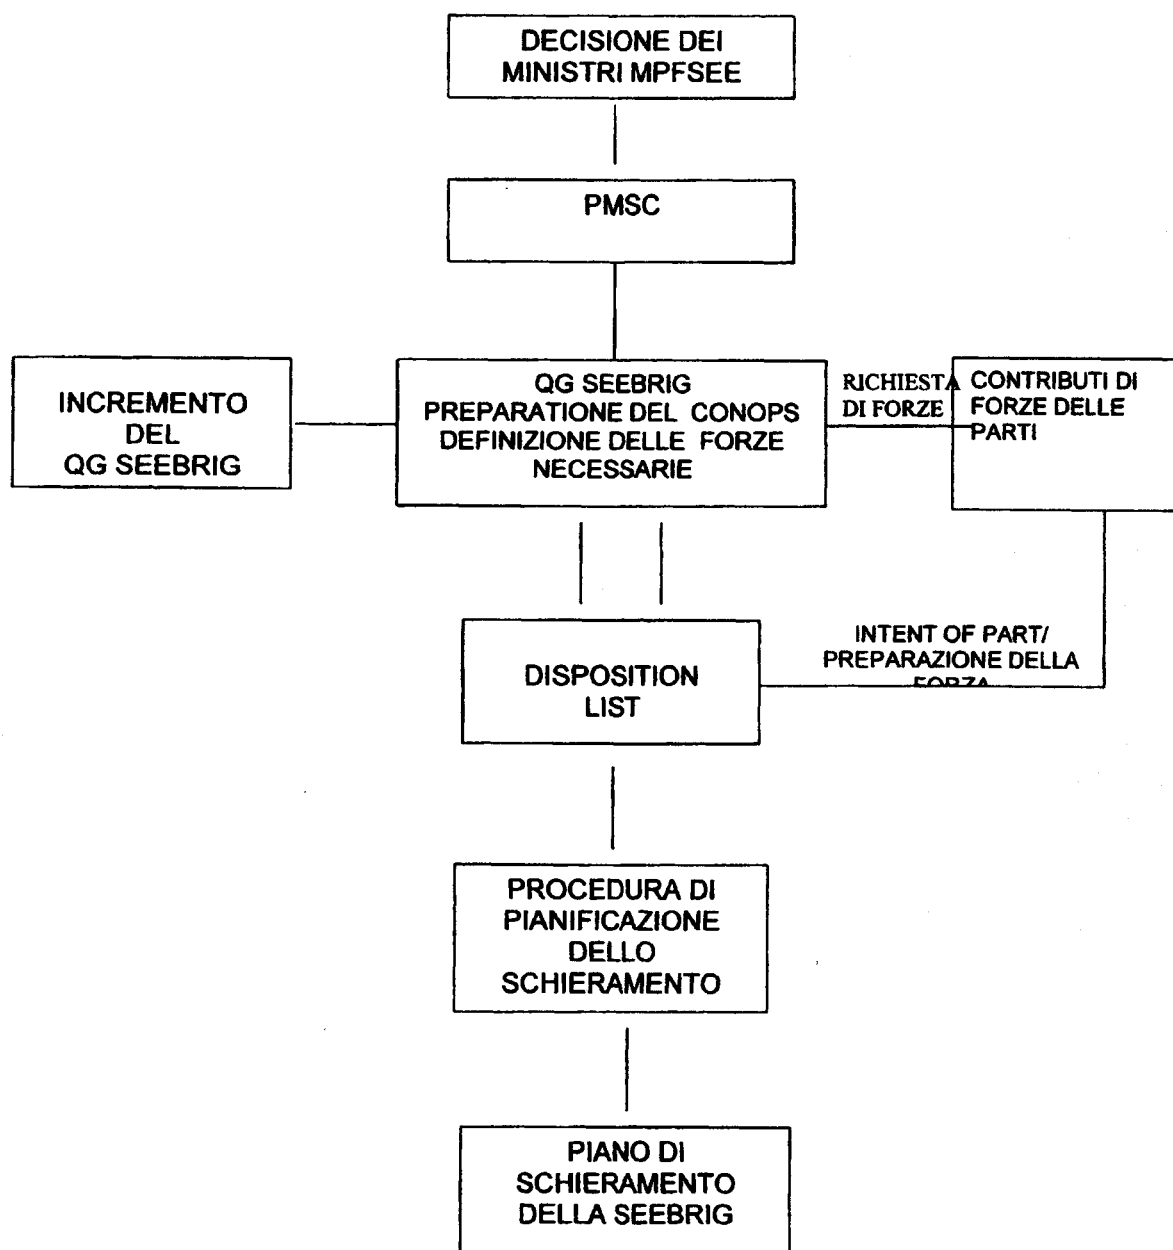 DECISIONE DEI
MINISTRI MPFSEE
PMSC
INCREMENTO
DEL
QG SEEBRIG
QG SEEBRIG
PREPARATIONE DEL CONOPS
DEFINIZIONE DELLE FORZE
NECESSARIE
RICHIESTA
DI FORZE
CONTRIBUTI DI
FORZE DELLE
PARTI
INTENT OF PART/
PREPARAZIONE DELLA
FORZA
DISPOSITION
LIST
PROCEDURA DI
PIANIFICAZIONE
DELLO
SCHIERAMENTO
PIANO DI
SCHIERAMENTO
DELLA SEEBRIG